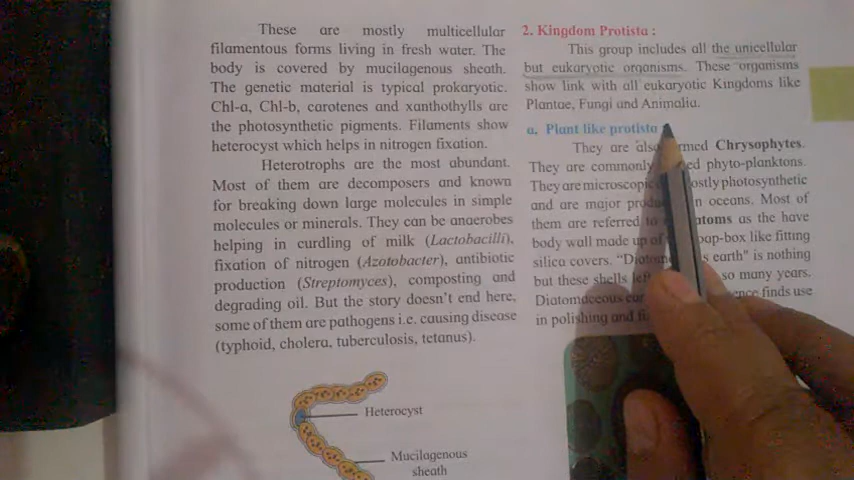 These are mostly multicellular
filamentous forms living in fresh water. The
body is covered by mucilagenous sheath.
The genetic material is typical prokaryotic.
Chl-a, Chl-b, carotenes and xanthothylls are
the photosynthetic pigments. Filaments show
heterocyst which helps in nitrogen fixation.
Heterotrophs are the most abundant.
Most of them are decomposers and known
for breaking down large molecules in simple
molecules or minerals. They can be anaerobes
helping in curdling of milk (Lactobacilli),
fixation of nitrogen (Azotobacter), antibiotic
production (Streptomyces), composting and
degrading oil. But the story doesn't end here,
some of them are pathogens i.e. causing disease
(typhoid, cholera, tuberculosis, tetanus).
Heterocyst
Mucilagenous
sheath
2. Kingdom Protista :
This group includes all the unicellular
but eukaryotic organisms. These organisms
show link with all eukaryotic Kingdoms like
Plantae, Fungi and Animalia.
a. Plant like protista
They are also Chrysophytes.
They are commonly phyto-planktons.
They are microscopic photosynthetic
and are major in oceans. Most of
them are referred to as the have
body wall made up of soap-box like fitting
silica covers. earth" is nothing
but these shells left so many years.
Diatomaceous finds use
in polishing and